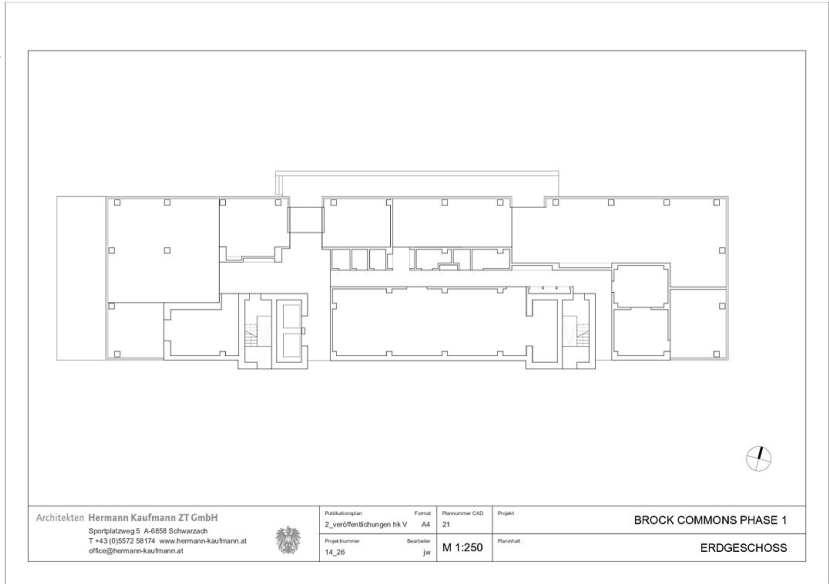 Architekten Hermann Kaufmann ZT GmbH
Sportplatzweg 5 A-6858 Schwarzach
T +43 (0)5572 58174 www.hermann-kaufmann.at
office@hermann-kaufmann.at
Publikationsplan Format
2_veröffentlichungen hk V A4
Projektnummer Bearbeiter
14_26 jw
Plannummer CAD
21
M 1:250
Projekt
BROCK COMMONS PHASE 1
Planinhalt
ERDGESCHOSS